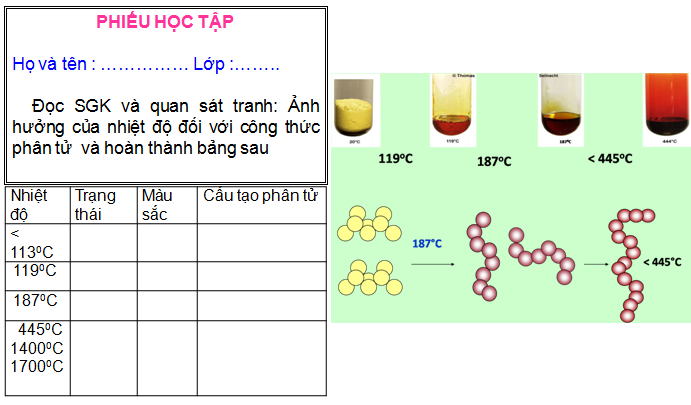 PHIẾU HỌC TẬP
Họ và tên : …………… Lớp :……..
Đọc SGK và quan sát tranh: Ảnh
hưởng của nhiệt độ đối với công thức
phân tử và hoàn thành bảng sau
Nhiệt độ Trạng thái Màu sắc Cấu tạo phân tử
< 113⁰C
119⁰C
187⁰C
445⁰C
1400⁰C
1700⁰C
© Thomas Seilnacht
20°C 119°C 187°C 444°C
119⁰C 187⁰C < 445⁰C
187°C
< 445°C